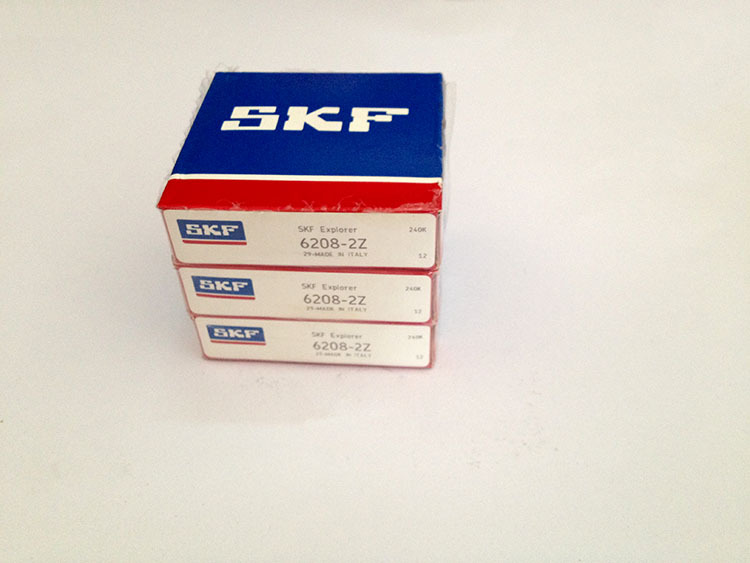 SKF
SKF
SKF Explorer
240K
6208-2Z
29-MADE IN ITALY
12
SKF
SKF Explorer
240K
6208-2Z
29-MADE IN ITALY
12
SKF
SKF Explorer
240K
6208-2Z
29-MADE IN ITALY
12